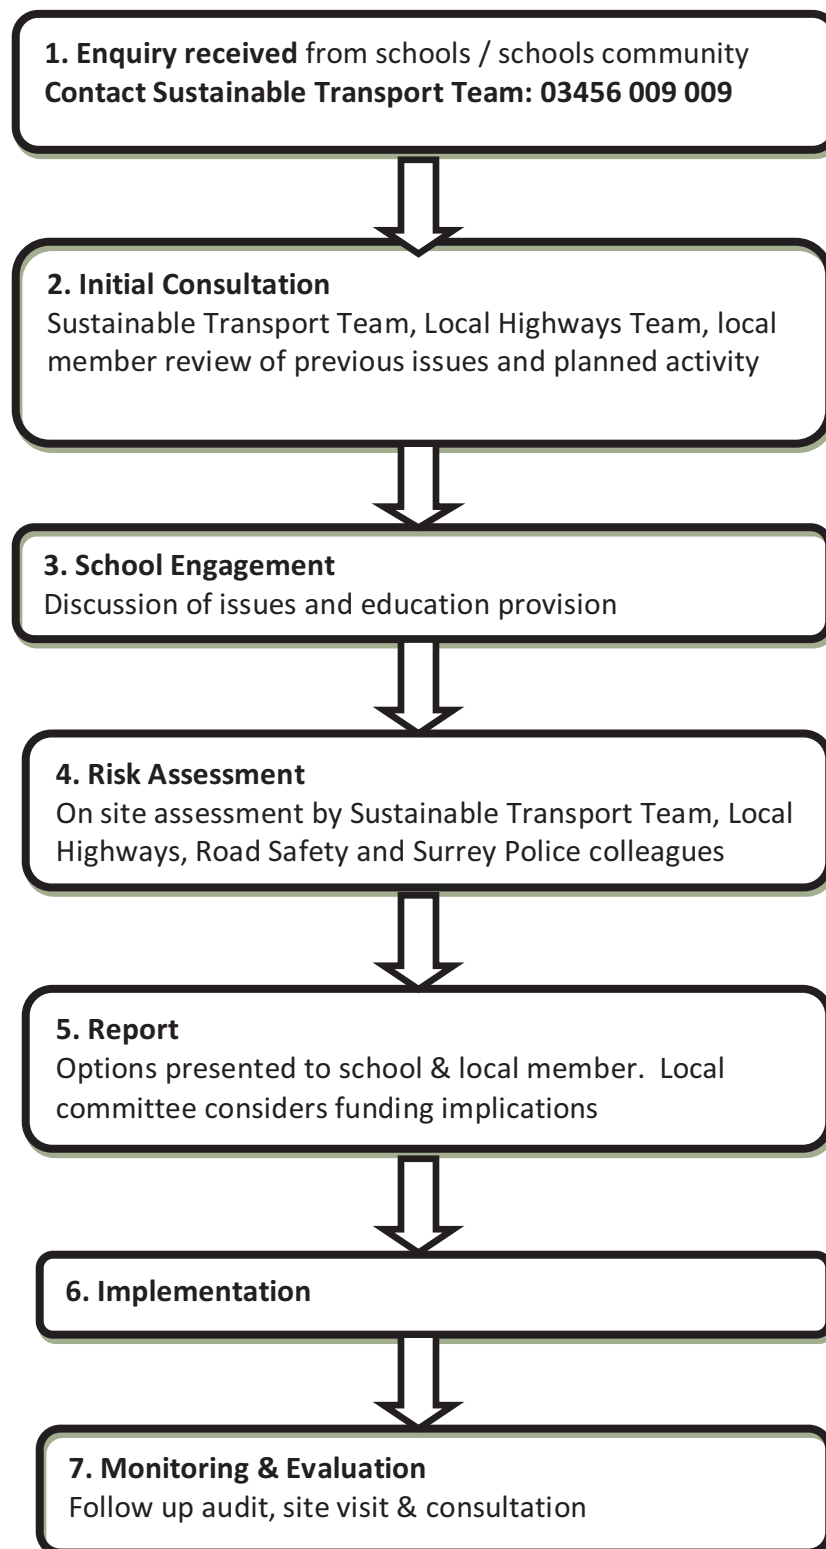 1. Enquiry received from schools / schools community
Contact Sustainable Transport Team: 03456 009 009
2. Initial Consultation
Sustainable Transport Team, Local Highways Team, local
member review of previous issues and planned activity
3. School Engagement
Discussion of issues and education provision
4. Risk Assessment
On site assessment by Sustainable Transport Team, Local
Highways, Road Safety and Surrey Police colleagues
5. Report
Options presented to school & local member.  Local
committee considers funding implications
6. Implementation
7. Monitoring & Evaluation
Follow up audit, site visit & consultation